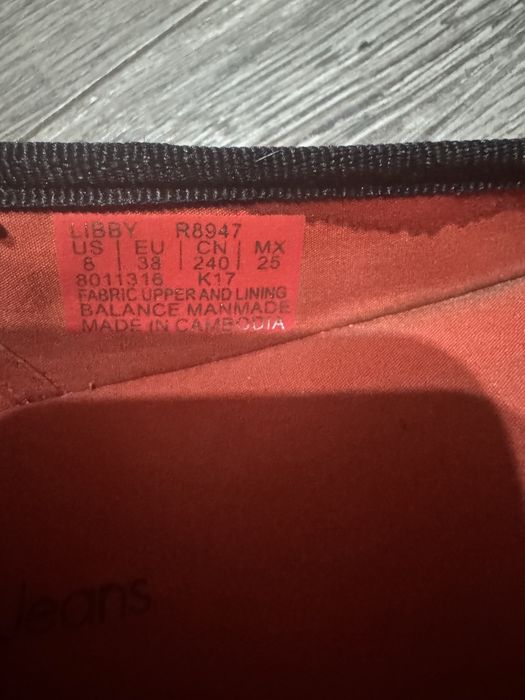 LIBBY R8947
US | EU | CN | MX
8 | 38 | 240 | 25
8011316 K17
FABRIC UPPER AND LINING
BALANCE MANMADE
MADE IN CAMBODIA
Jeans